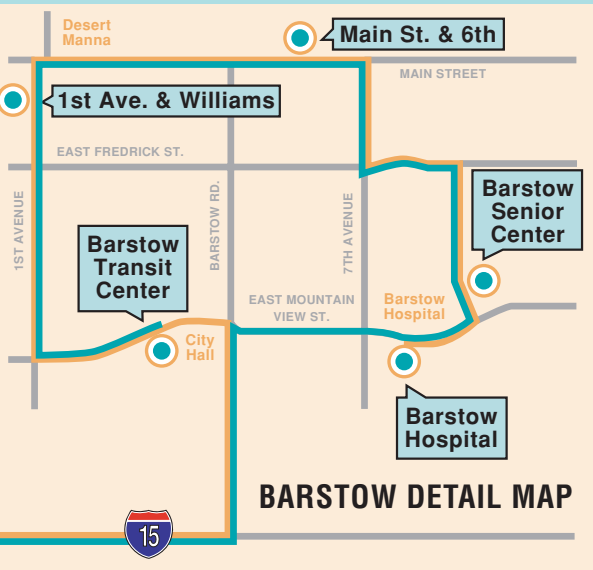 Desert
Manna
Main St. & 6th
MAIN STREET
1st Ave. & Williams
EAST FREDRICK ST.
1ST AVENUE
BARSTOW RD.
7TH AVENUE
Barstow
Senior
Center
Barstow
Transit
Center
EAST MOUNTAIN
VIEW ST.
Barstow
Hospital
City
Hall
Barstow
Hospital
BARSTOW DETAIL MAP
15